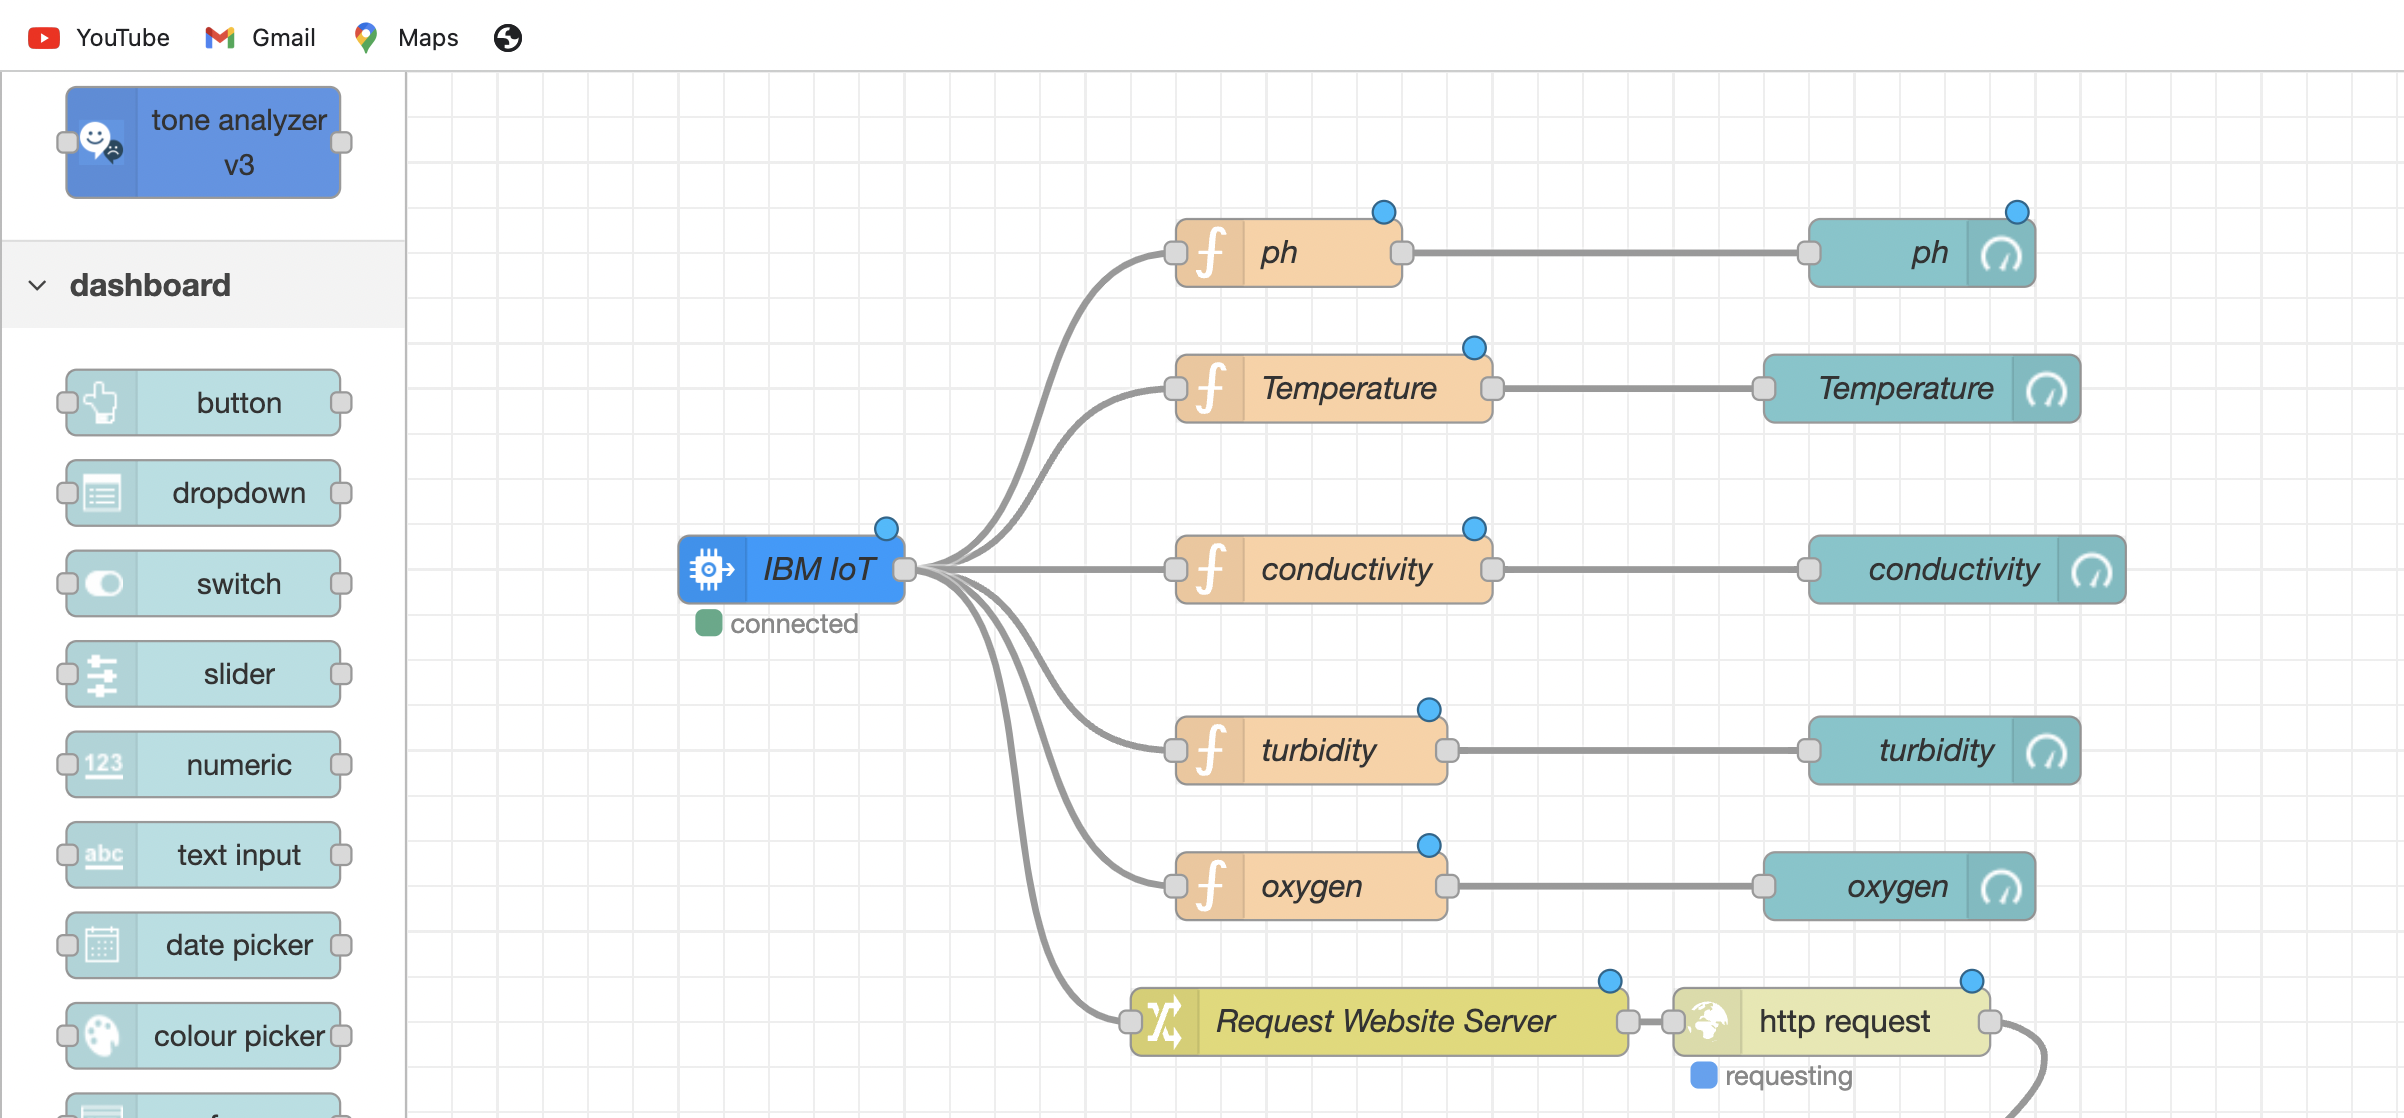 YouTube
Gmail
Maps
tone analyzer
v3
dashboard
button
dropdown
switch
slider
123
numeric
abc
text input
date picker
colour picker
IBM IoT
connected
ph
ph
Temperature
Temperature
conductivity
conductivity
turbidity
turbidity
oxygen
oxygen
Request Website Server
http request
requesting